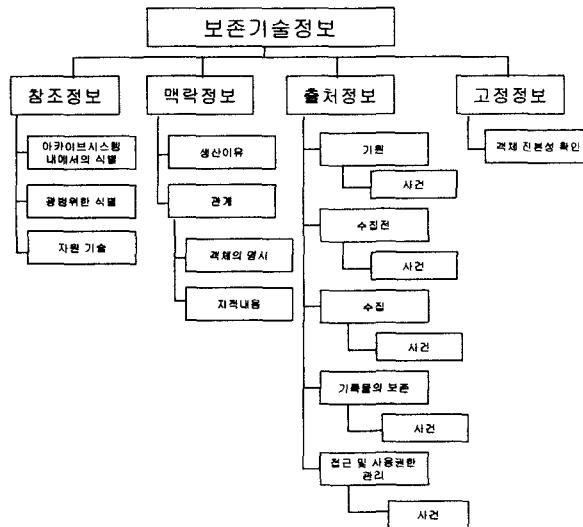 보존기술정보
참조정보
맥락정보
출처정보
고정정보
아카이브시스템
내에서의 식별
광범위한 식별
자원 기술
생산이유
관계
객체의 명시
지적내용
기원
사건
수집전
사건
수집
사건
기록물의 보존
사건
접근 및 사용권한
관리
사건
객체 진본성 확인